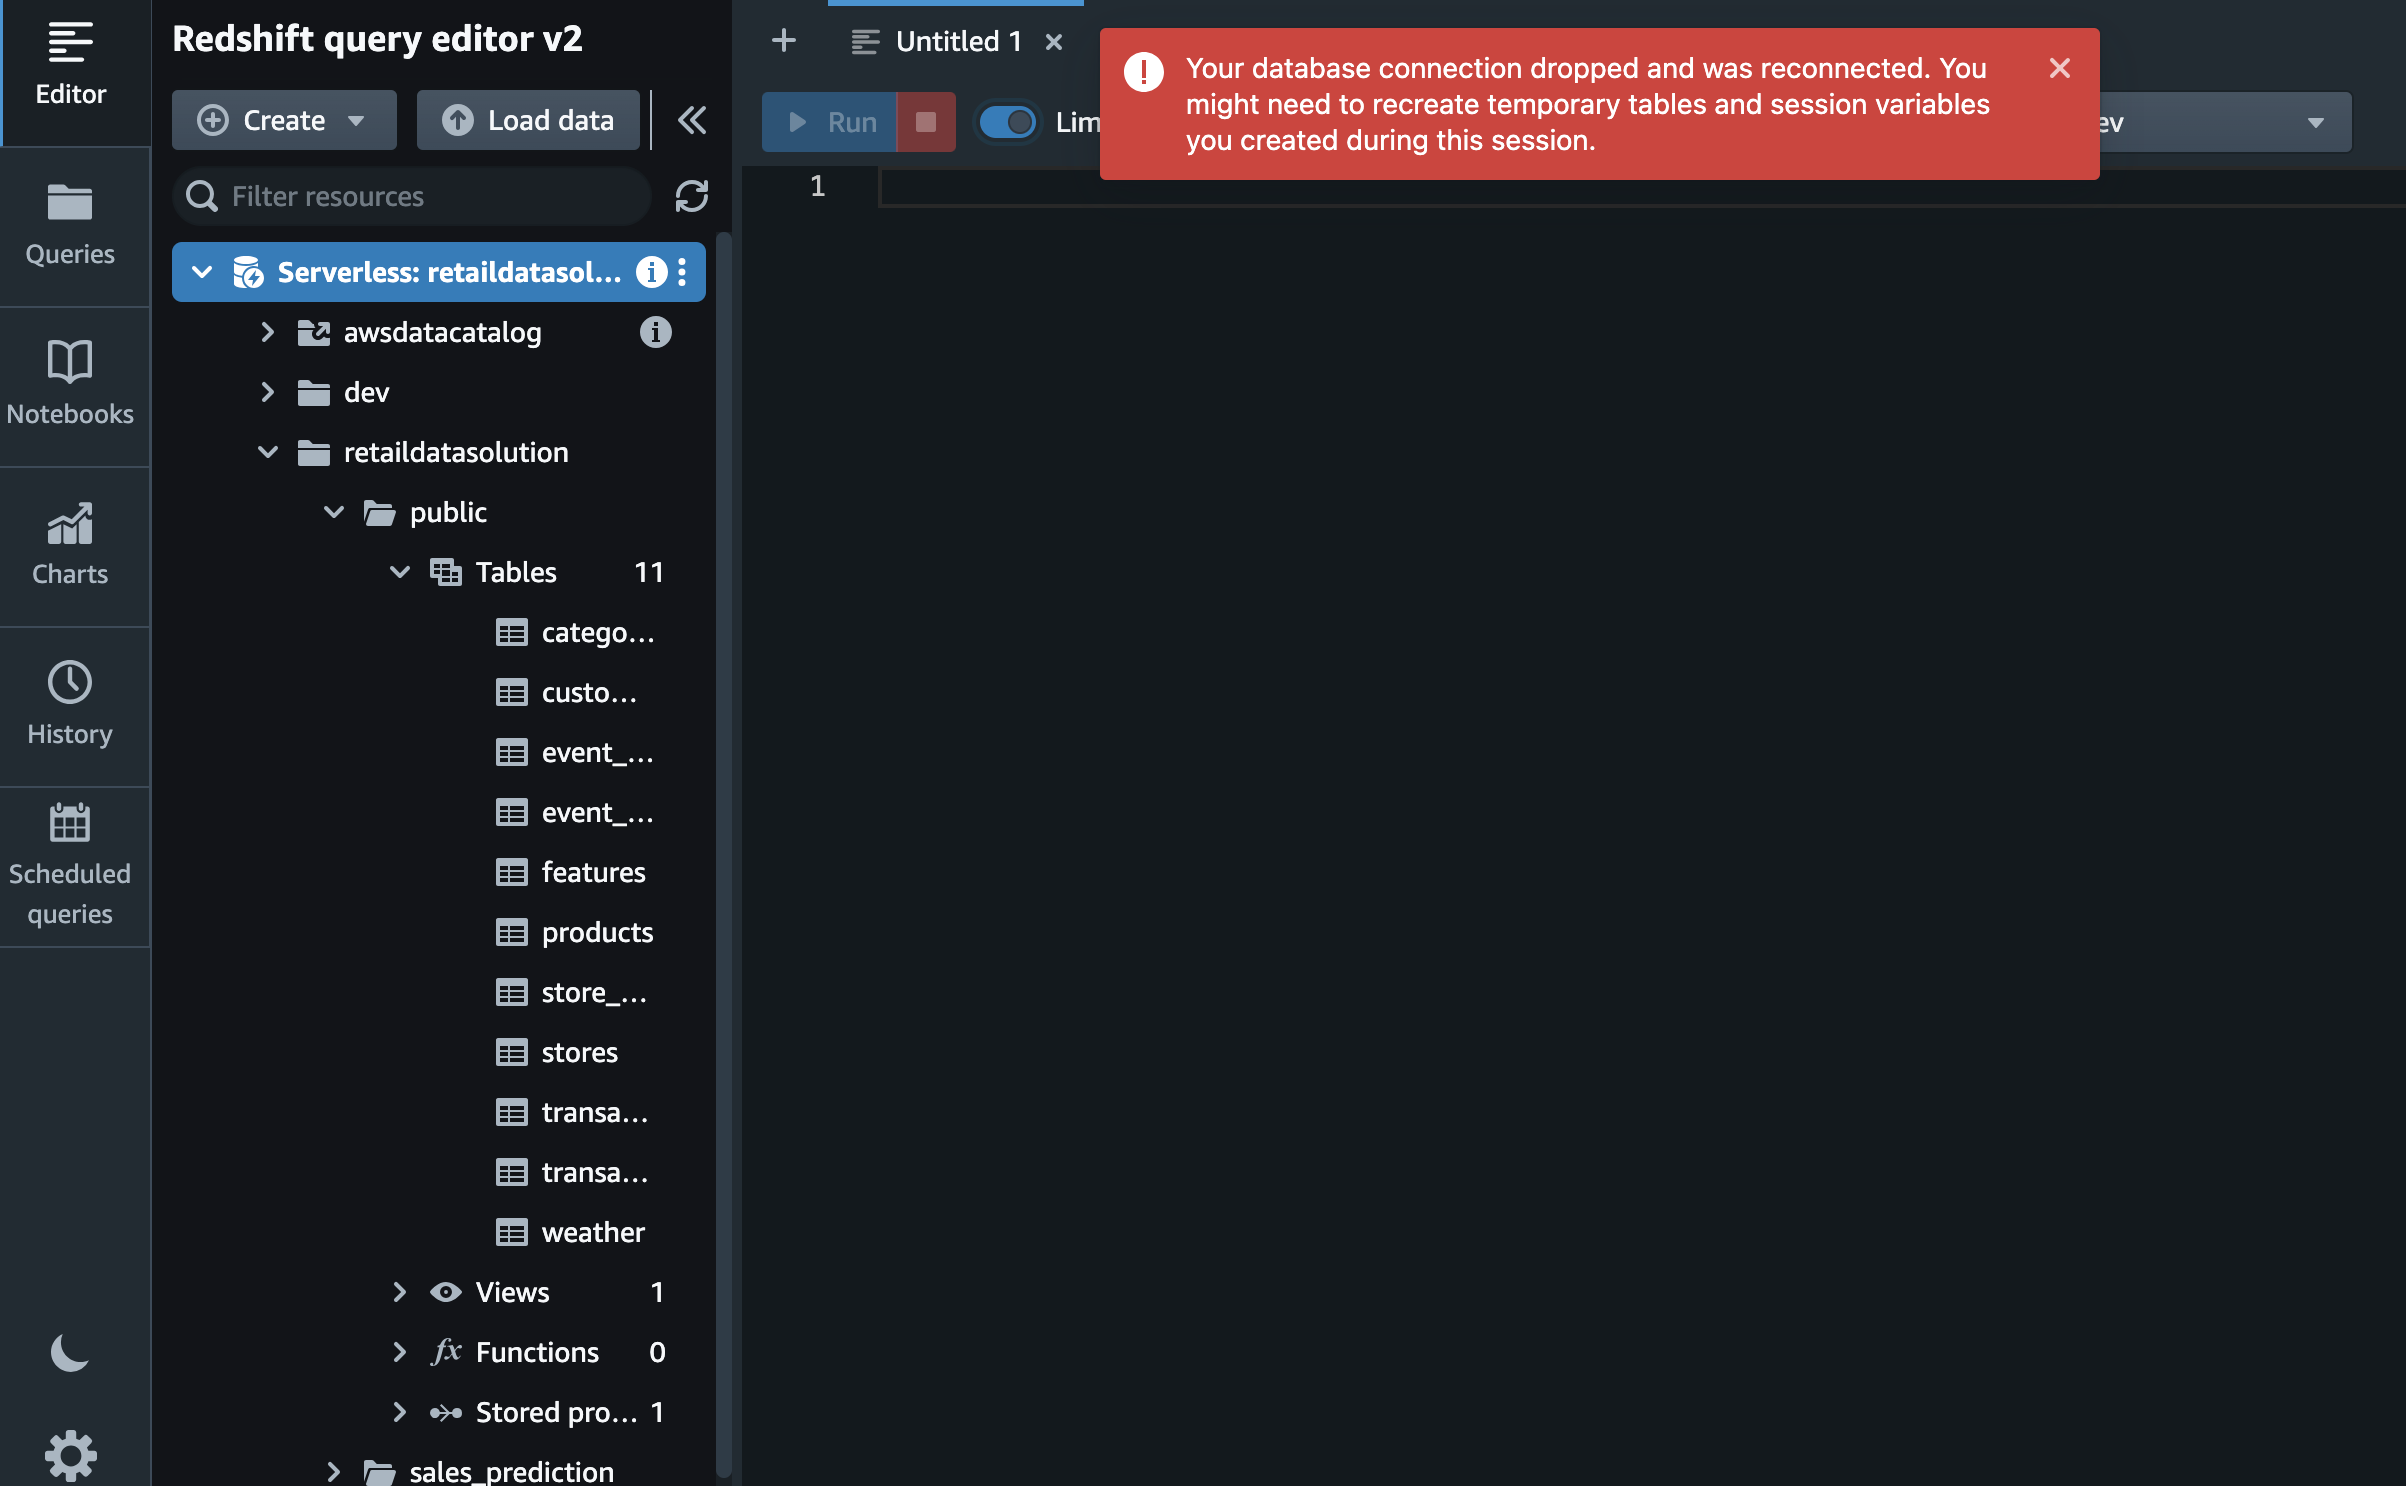 Editor
Queries
Notebooks
Charts
History
Scheduled
queries
Redshift query editor v2
Create
Load data
Filter resources
Serverless: retaildatasol...
awsdatacatalog
dev
retaildatasolution
public
Tables 11
catego...
custo...
event_...
event_...
features
products
store_...
stores
transa...
transa...
weather
Views 1
fx Functions 0
Stored pro... 1
sales_prediction
Untitled 1
Run
Lim
Your database connection dropped and was reconnected. You
might need to recreate temporary tables and session variables
you created during this session.
ev
1